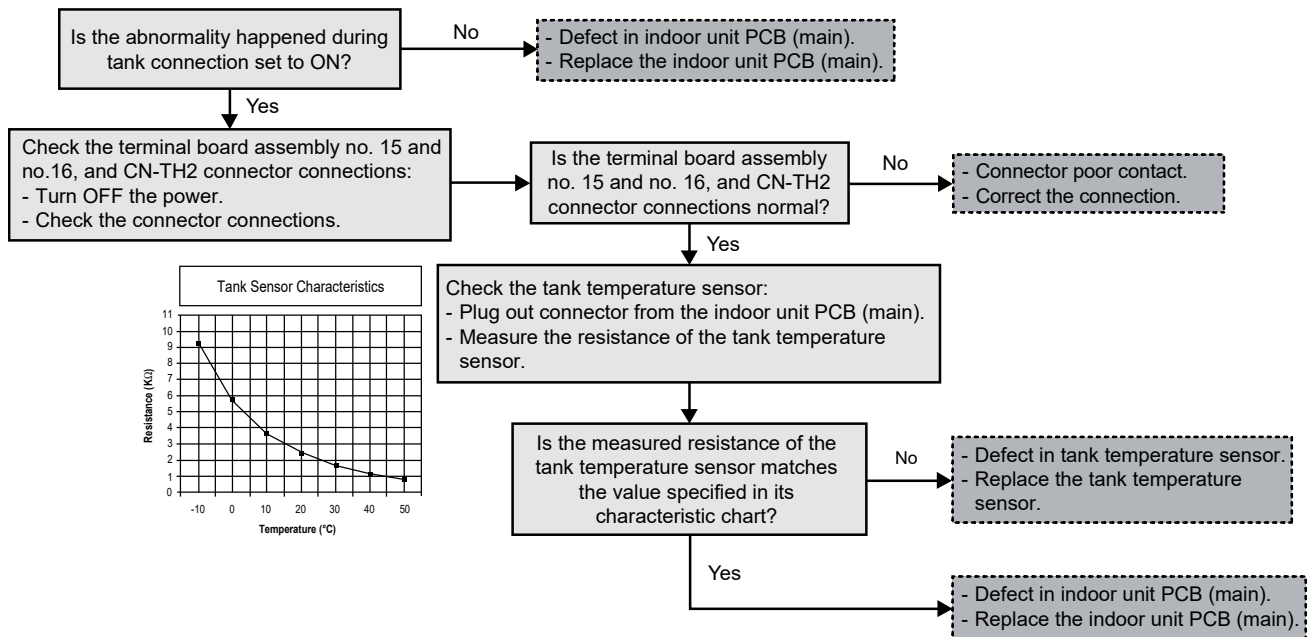 Is the abnormality happened during
tank connection set to ON?
No
- Defect in indoor unit PCB (main).
- Replace the indoor unit PCB (main).
Yes
Check the terminal board assembly no. 15 and
no.16, and CN-TH2 connector connections:
- Turn OFF the power.
- Check the connector connections.
Is the terminal board assembly
no. 15 and no. 16, and CN-TH2
connector connections normal?
No
- Connector poor contact.
- Correct the connection.
Yes
Check the tank temperature sensor:
- Plug out connector from the indoor unit PCB (main).
- Measure the resistance of the tank temperature
sensor.
Tank Sensor Characteristics
Resistance (KΩ)
11
10
9
8
7
6
5
4
3
2
1
0
-10 0 10 20 30 40 50
Temperature (°C)
Is the measured resistance of the
tank temperature sensor matches
the value specified in its
characteristic chart?
No
- Defect in tank temperature sensor.
- Replace the tank temperature
sensor.
Yes
- Defect in indoor unit PCB (main).
- Replace the indoor unit PCB (main).